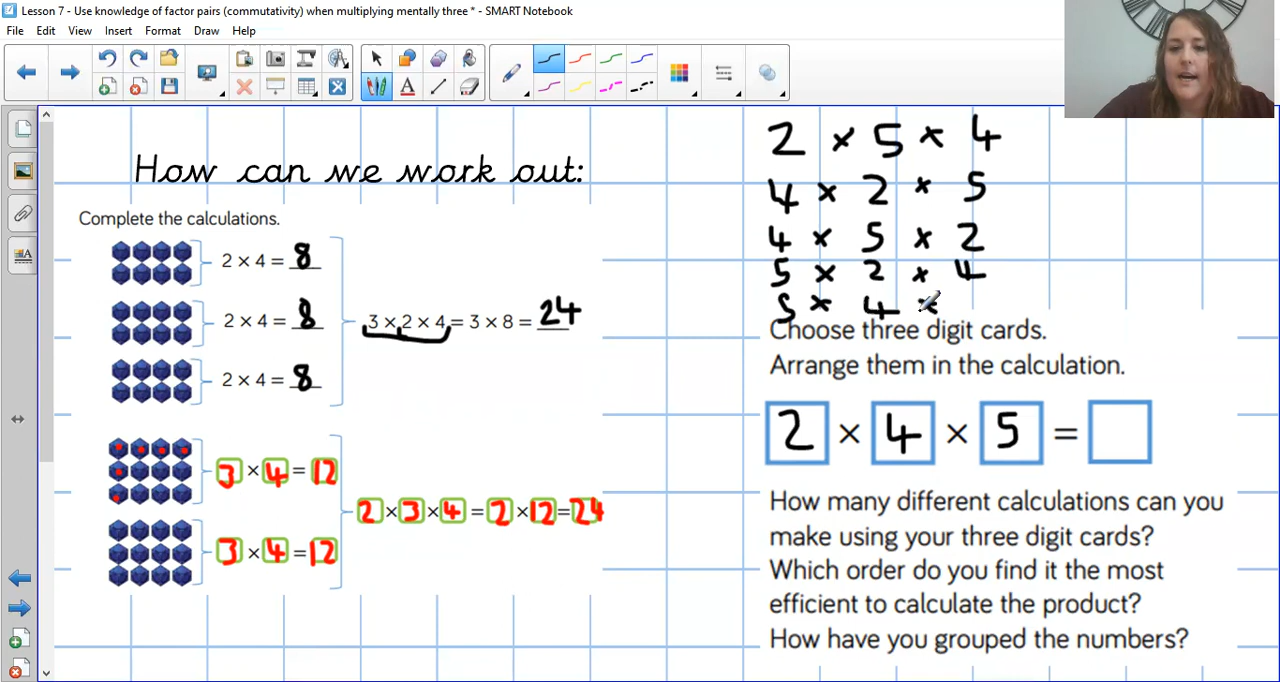 Lesson 7 - Use knowledge of factor pairs (commutativity) when multiplying mentally three * - SMART Notebook
File Edit View Insert Format Draw Help
How can we work out:
Complete the calculations.
2 × 4 = 8
2 × 4 = 8
2 × 4 = 8
3 × 2 × 4 = 3 × 8 = 24
3 × 4 = 12
3 × 4 = 12
2 × 3 × 4 = 2 × 12 = 24
2 × 5 × 4
4 × 2 × 5
4 × 5 × 2
5 × 2 × 4
5 × 4 ×
Choose three digit cards.
Arrange them in the calculation.
2 × 4 × 5 =
How many different calculations can you
make using your three digit cards?
Which order do you find it the most
efficient to calculate the product?
How have you grouped the numbers?